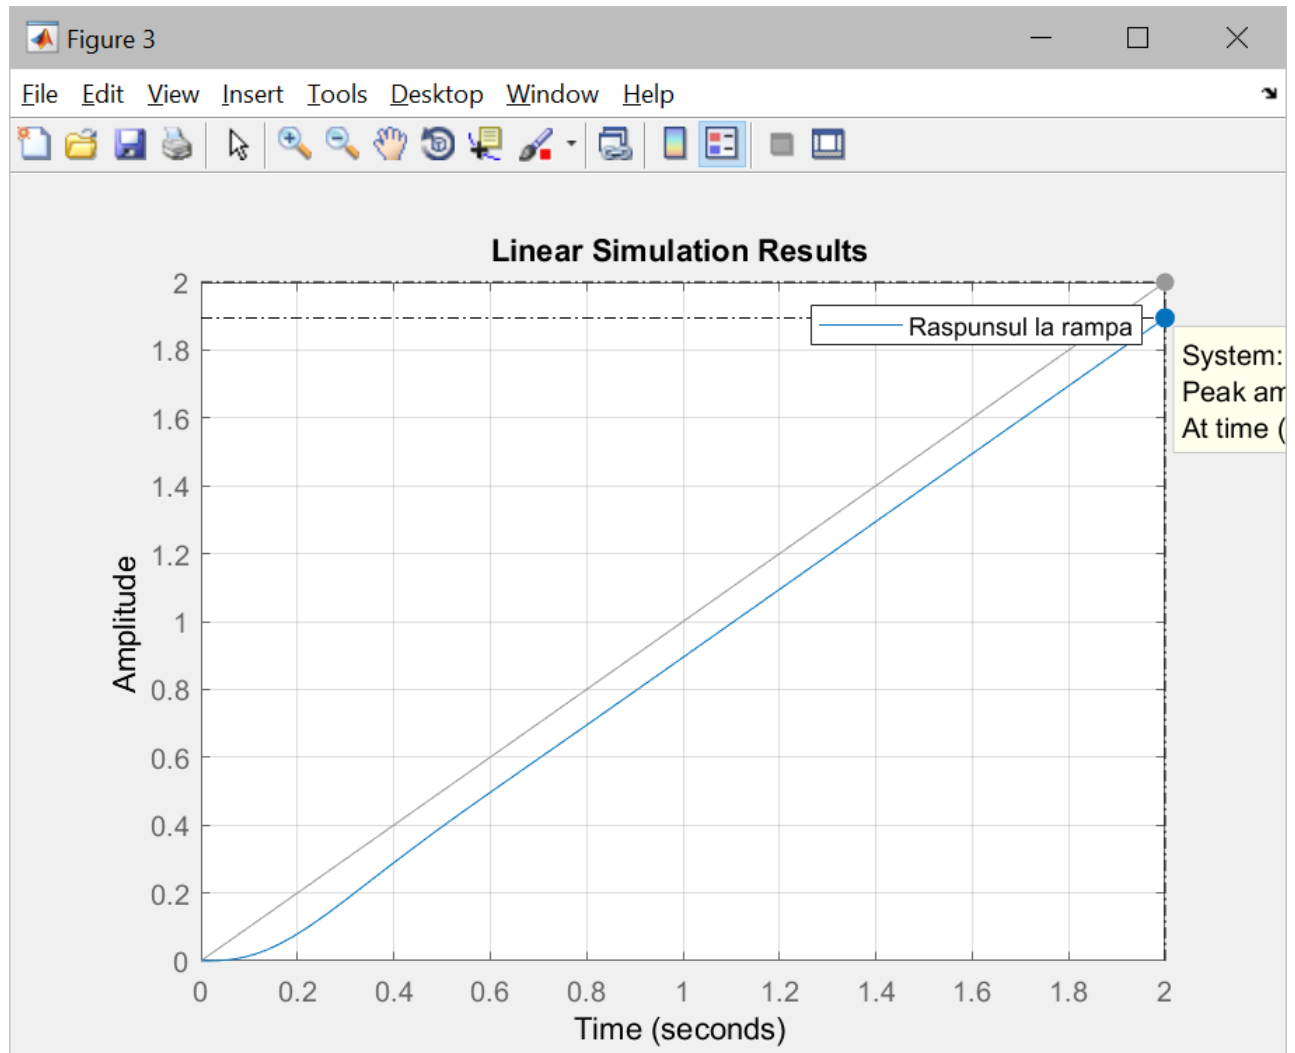 Figure 3
File Edit View Insert Tools Desktop Window Help
Linear Simulation Results
2
1.8
1.6
1.4
1.2
1
0.8
0.6
0.4
0.2
0
Amplitude
Raspunsul la rampa
System:
Peak am
At time (
0 0.2 0.4 0.6 0.8 1 1.2 1.4 1.6 1.8 2
Time (seconds)